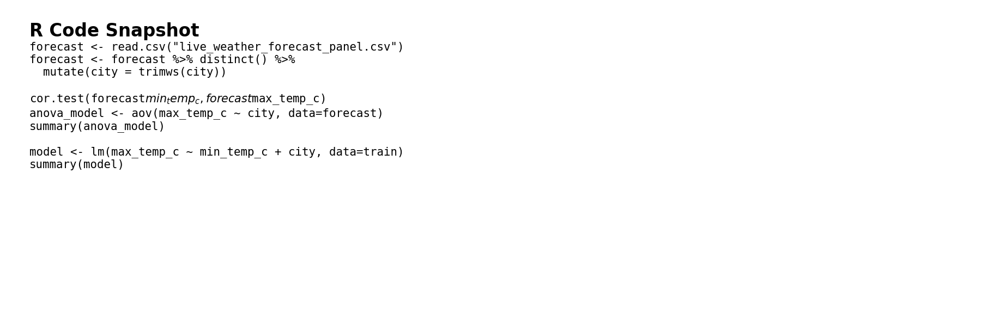 R Code Snapshot
forecast <- read.csv("live_weather_forecast_panel.csv")
forecast <- forecast %>% distinct() %>%
  mutate(city = trimws(city))
cor.test(forecastmin_temp_c, forecastmax_temp_c)
anova_model <- aov(max_temp_c ~ city, data=forecast)
summary(anova_model)
model <- lm(max_temp_c ~ min_temp_c + city, data=train)
summary(model)